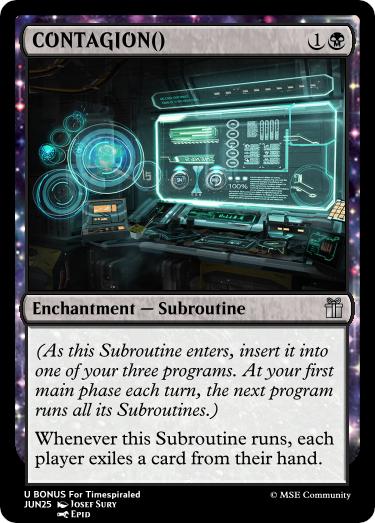 CONTAGION() 1
15
100%
Enchantment — Subroutine
(As this Subroutine enters, insert it into
one of your three programs. At your first
main phase each turn, the next program
runs all its Subroutines.)
Whenever this Subroutine runs, each
player exiles a card from their hand.
U BONUS For Timespiraled
JUN25 Iosef Sury © MSE Community
Epid